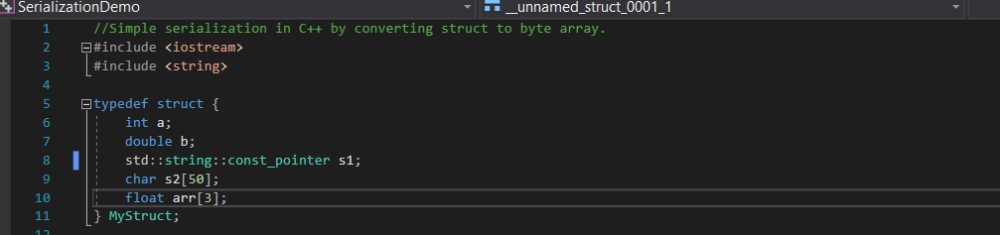 SerializationDemo __unnamed_struct_0001_1
1 //Simple serialization in C++ by converting struct to byte array.
2 #include <iostream>
3 #include <string>
4
5 typedef struct {
6 int a;
7 double b;
8 std::string::const_pointer s1;
9 char s2[50];
10 float arr[3];
11 } MyStruct;
12